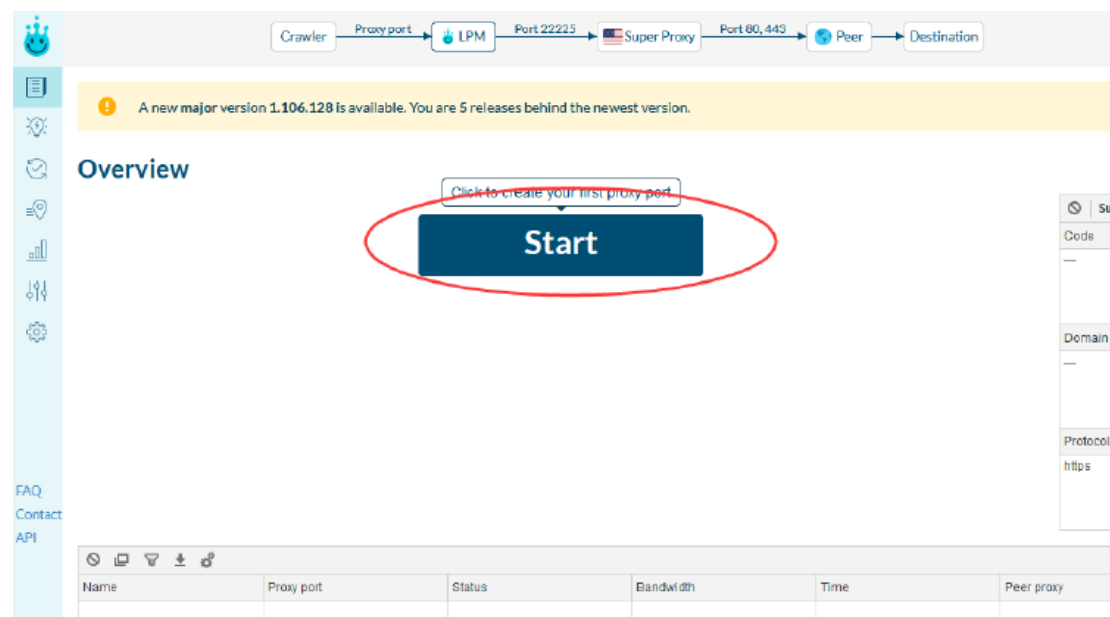 Crawler
Proxy port
LPM
Port 22225
Super Proxy
Port 80, 443
Peer
Destination
A new major version 1.106.128 is available. You are 5 releases behind the newest version.
Overview
Click to create your first proxy port
Start
Su
Code
—
Domain
—
Protocol
https
FAQ
Contact
API
Name Proxy port Status Bandwidth Time Peer proxy